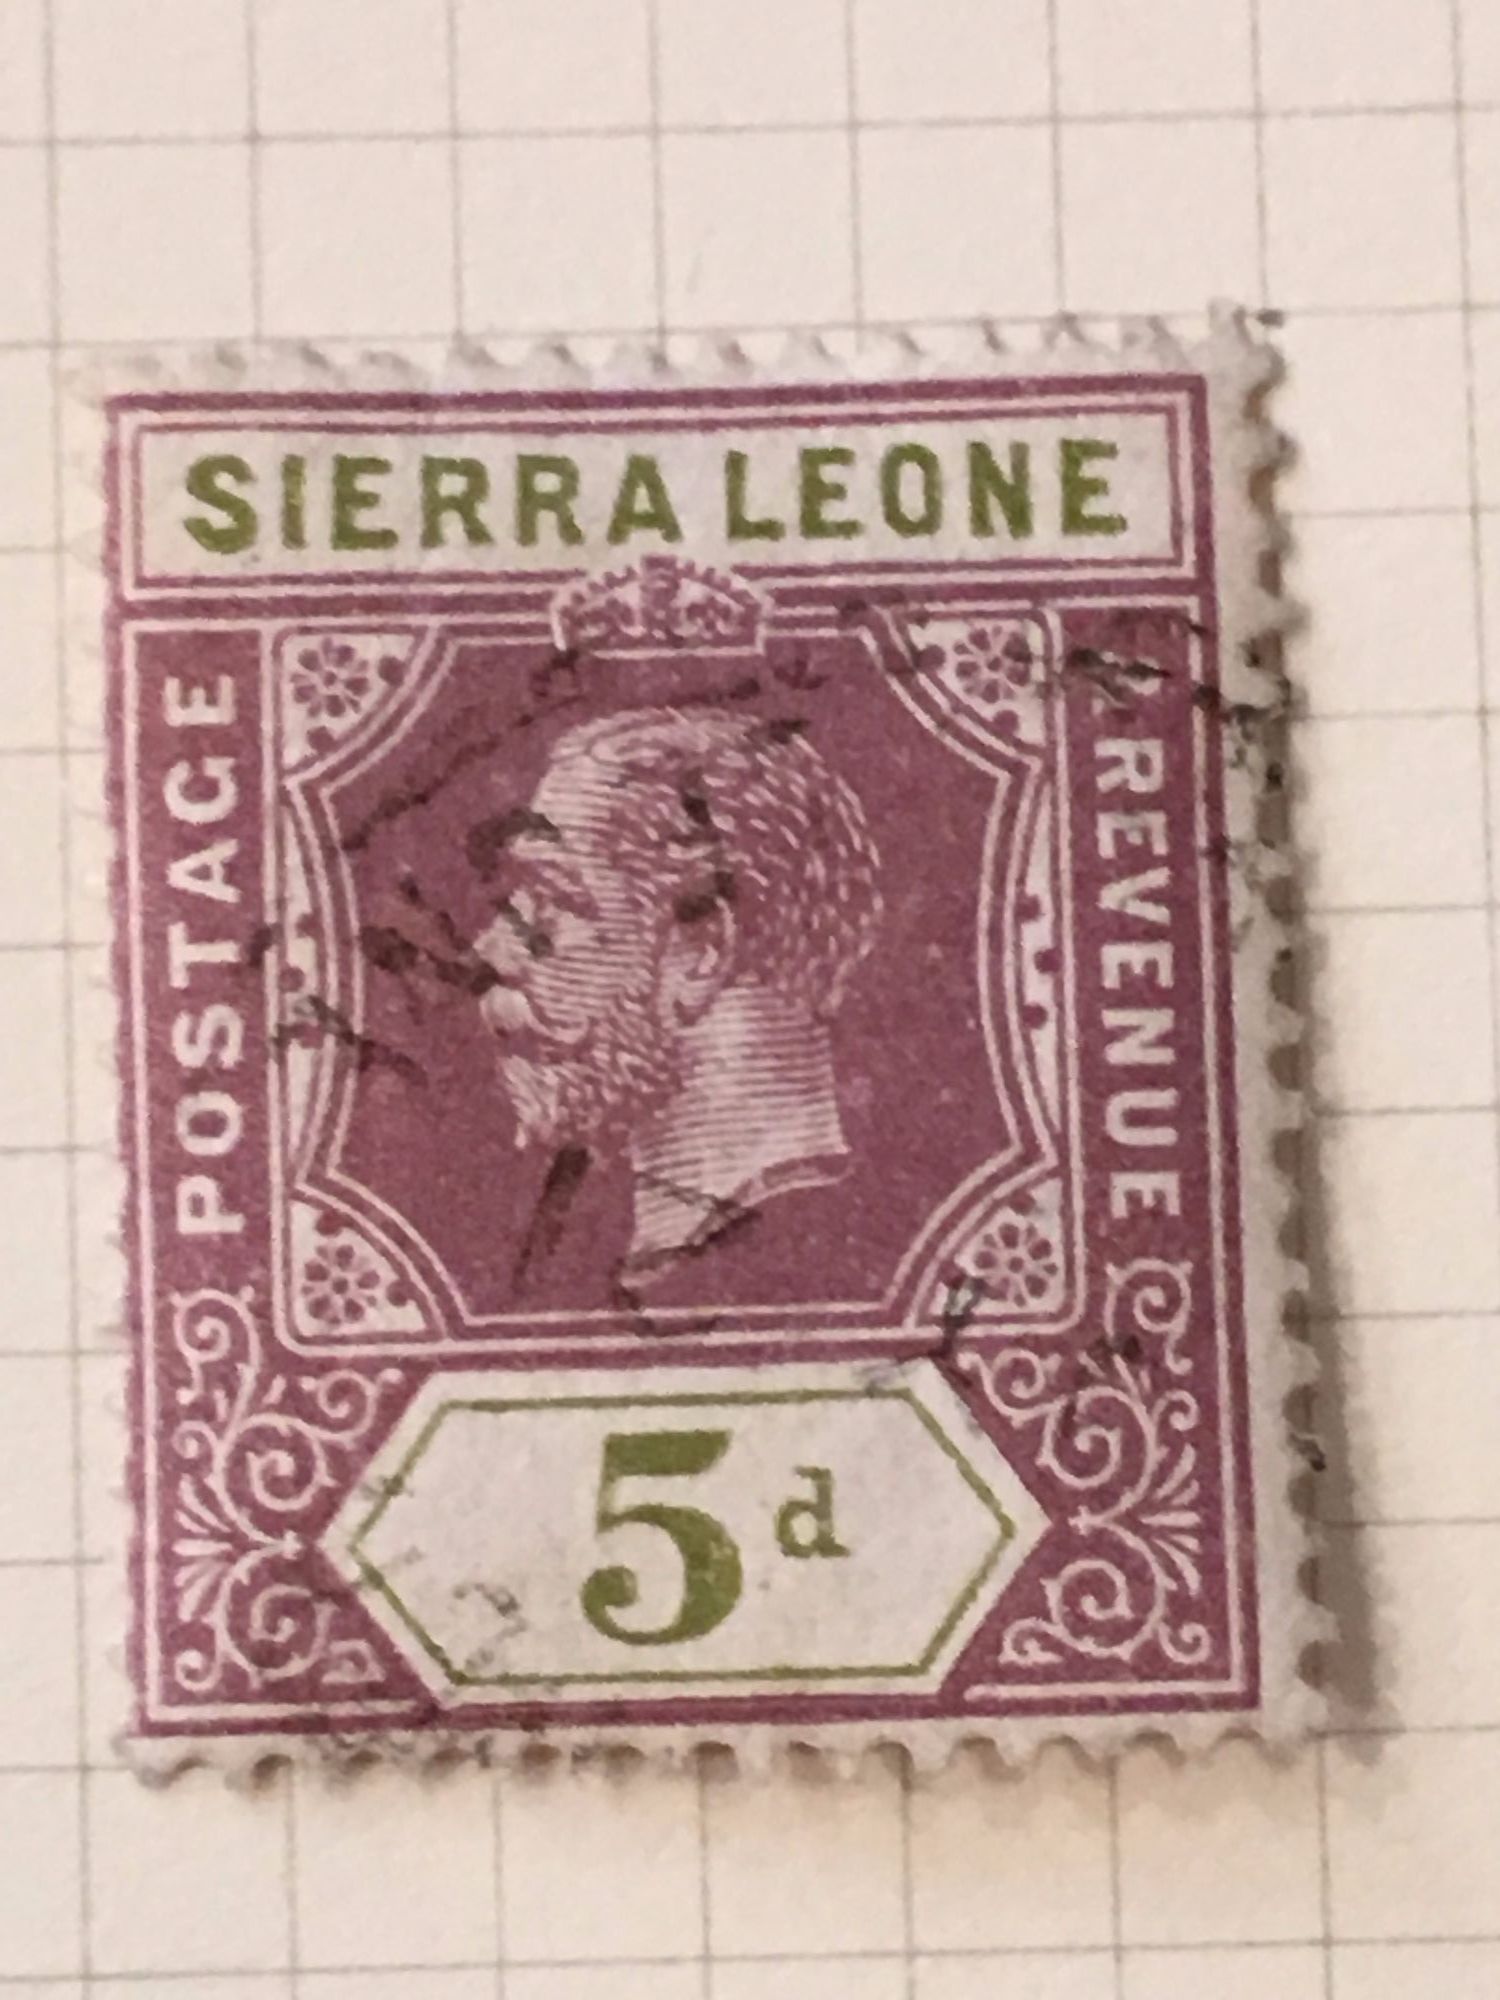 SIERRA LEONE
POSTAGE
REVENUE
5d